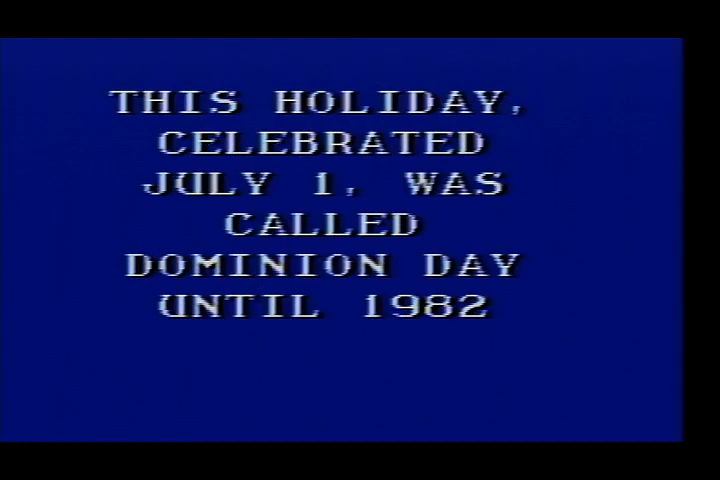 THIS HOLIDAY,
CELEBRATED
JULY 1, WAS
CALLED
DOMINION DAY
UNTIL 1982